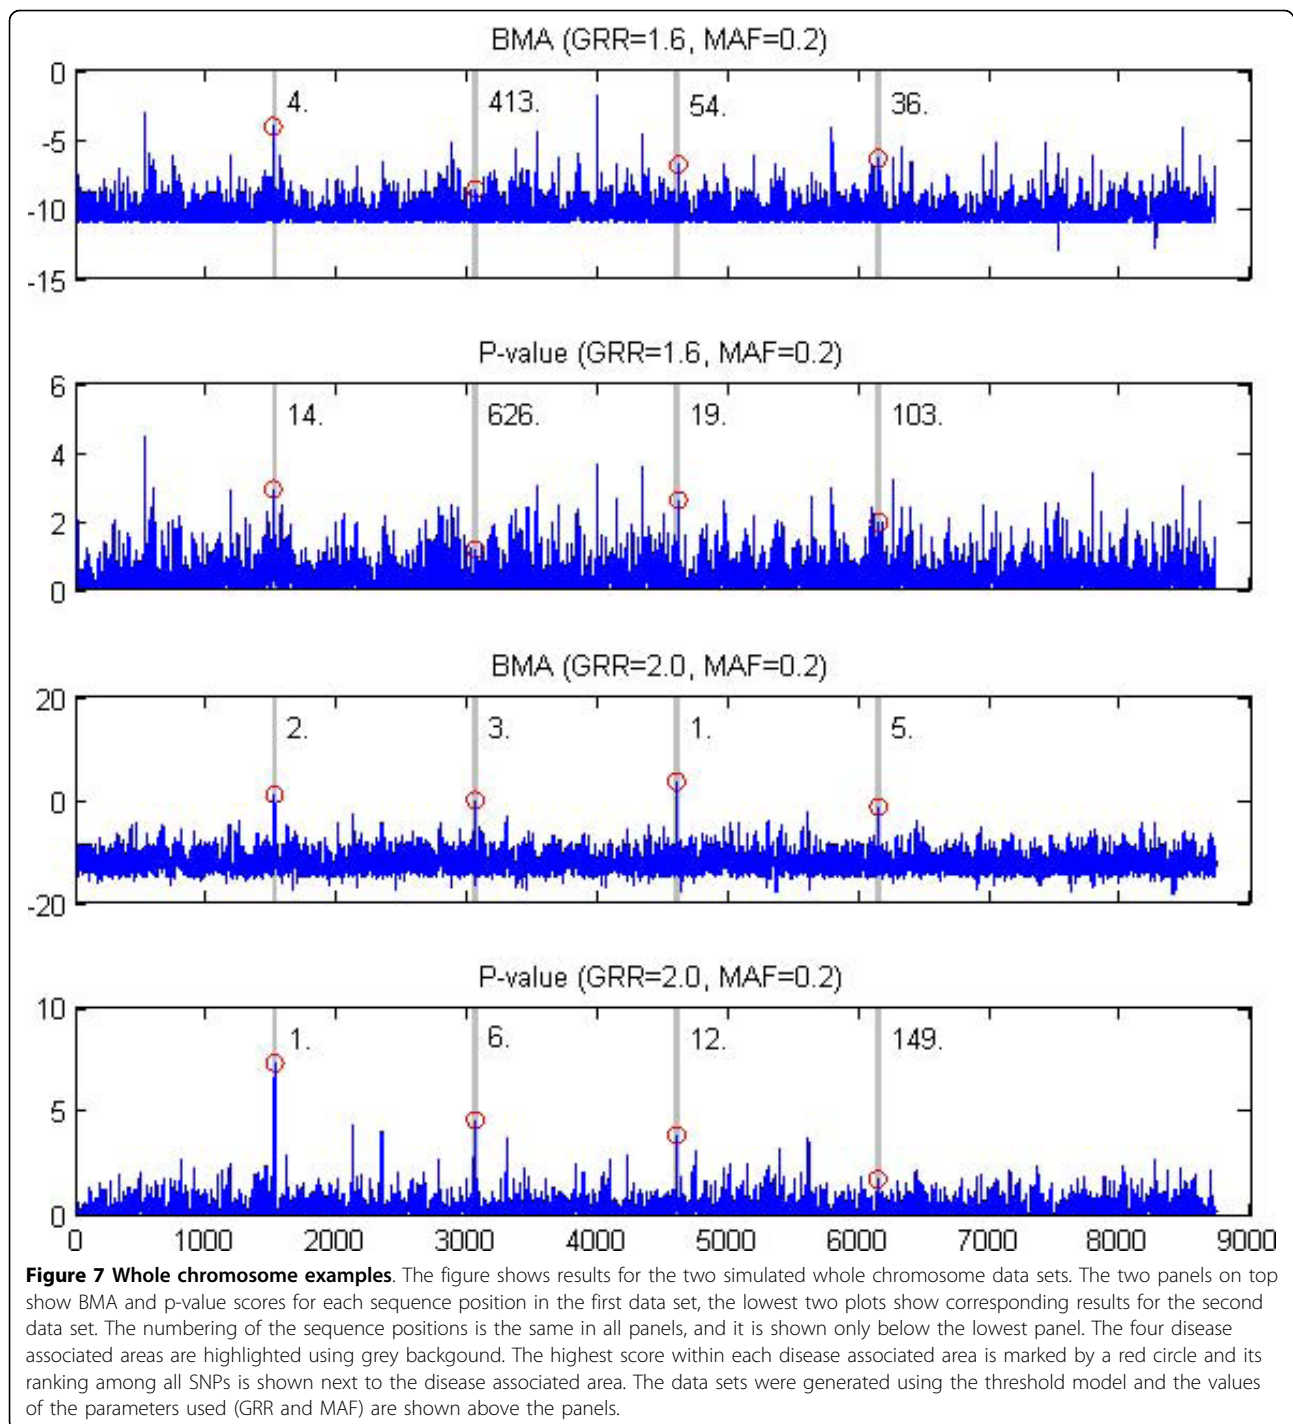 BMA (GRR=1.6, MAF=0.2)
0
-5
-10
-15
4.
413.
54.
36.
P-value (GRR=1.6, MAF=0.2)
6
4
2
0
14.
626.
19.
103.
BMA (GRR=2.0, MAF=0.2)
20
0
-20
2.
3.
1.
5.
P-value (GRR=2.0, MAF=0.2)
10
5
0
1.
6.
12.
149.
0 1000 2000 3000 4000 5000 6000 7000 8000 9000
Figure 7 Whole chromosome examples. The figure shows results for the two simulated whole chromosome data sets. The two panels on top
show BMA and p-value scores for each sequence position in the first data set, the lowest two plots show corresponding results for the second
data set. The numbering of the sequence positions is the same in all panels, and it is shown only below the lowest panel. The four disease
associated areas are highlighted using grey backgound. The highest score within each disease associated area is marked by a red circle and its
ranking among all SNPs is shown next to the disease associated area. The data sets were generated using the threshold model and the values
of the parameters used (GRR and MAF) are shown above the panels.